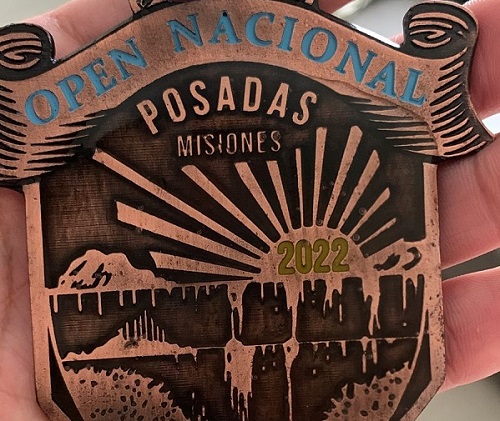 OPEN NACIONAL
POSADAS
MISIONES
2022